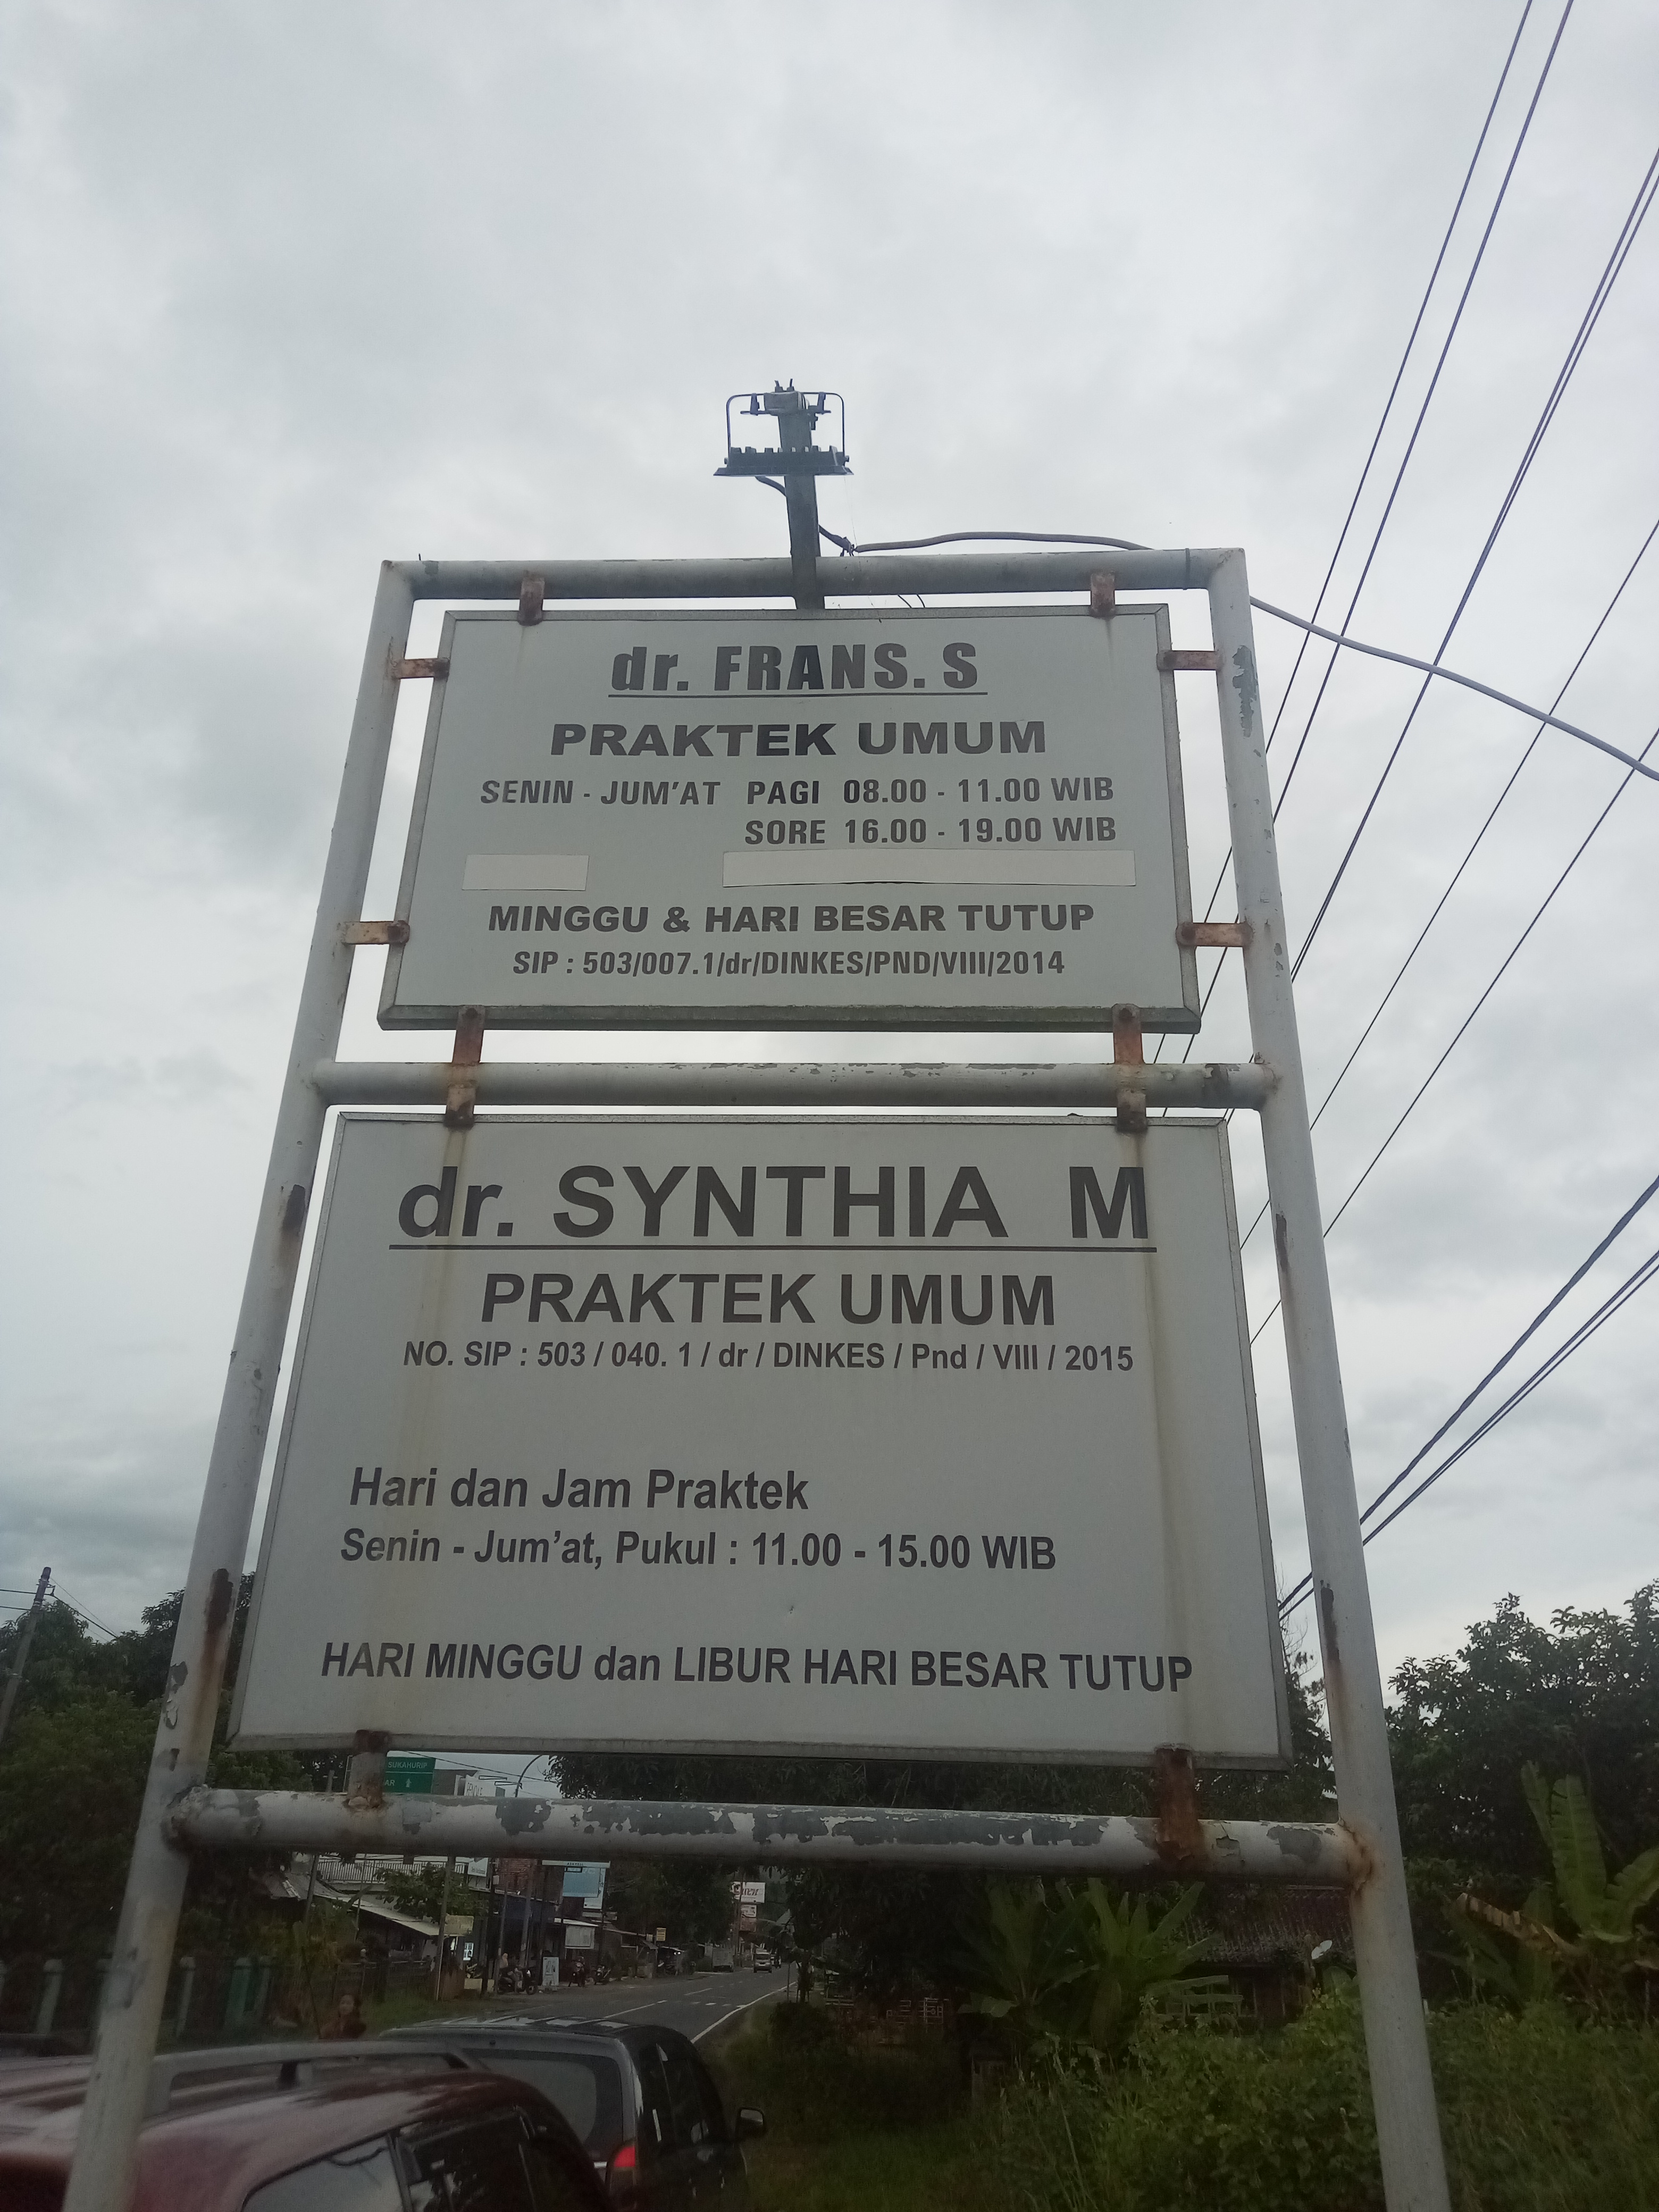 dr. FRANS. S
PRAKTEK UMUM
SENIN - JUM'AT PAGI 08.00 - 11.00 WIB
SORE 16.00 - 19.00 WIB
MINGGU & HARI BESAR TUTUP
SIP : 503/007.1/dr/DINKES/PND/VIII/2014
dr. SYNTHIA M
PRAKTEK UMUM
NO. SIP : 503 / 040. 1 / dr / DINKES / Pnd / VIII / 2015
Hari dan Jam Praktek
Senin - Jum'at, Pukul : 11.00 - 15.00 WIB
HARI MINGGU dan LIBUR HARI BESAR TUTUP
SUKAHURIP